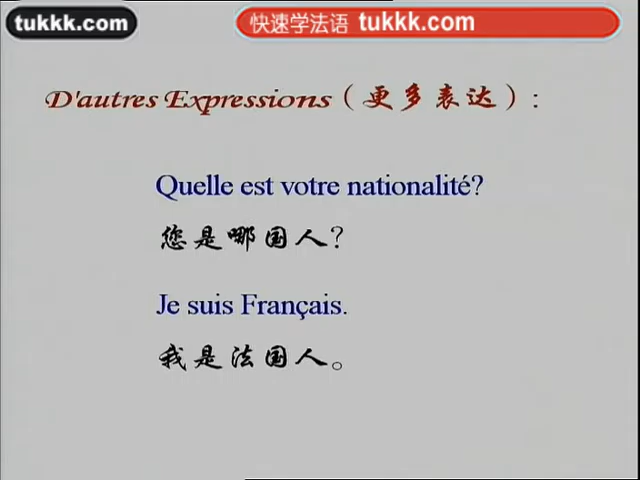 tukkk.com
快速学法语 tukkk.com
D'autres Expressions（更多表达）:
Quelle est votre nationalité?
您是哪国人?
Je suis Français.
我是法国人。